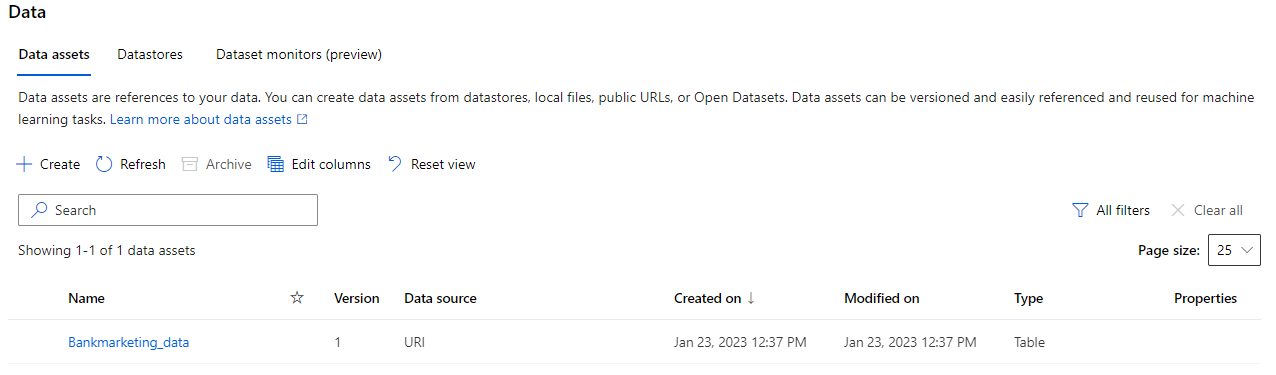 Data
Data assets Datastores Dataset monitors (preview)
Data assets are references to your data. You can create data assets from datastores, local files, public URLs, or Open Datasets. Data assets can be versioned and easily referenced and reused for machine
learning tasks. Learn more about data assets
Create Refresh Archive Edit columns Reset view
Search All filters Clear all
Showing 1-1 of 1 data assets Page size: 25
Name Version Data source Created on ↓ Modified on Type Properties
Bankmarketing_data 1 URI Jan 23, 2023 12:37 PM Jan 23, 2023 12:37 PM Table